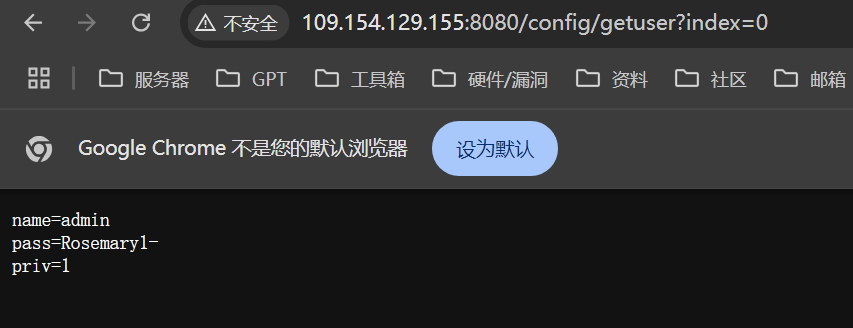 不安全 109.154.129.155:8080/config/getuser?index=0
服务器 GPT 工具箱 硬件/漏洞 资料 社区 邮箱
Google Chrome 不是您的默认浏览器 设为默认
name=admin
pass=Rosemary1-
priv=1